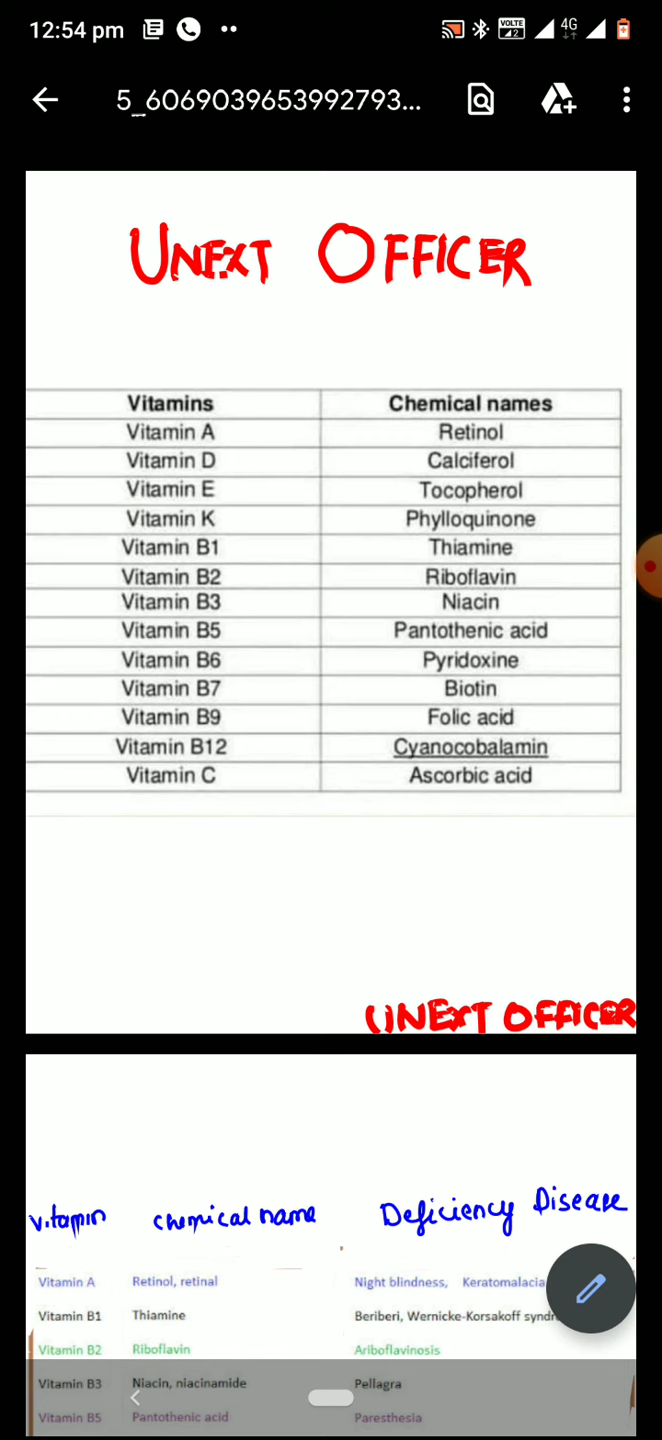 12:54 pm
VOLTE 2 4G
5_6069039653992793...
UNEXT OFFICER
Vitamins Chemical names
Vitamin A Retinol
Vitamin D Calciferol
Vitamin E Tocopherol
Vitamin K Phylloquinone
Vitamin B1 Thiamine
Vitamin B2 Riboflavin
Vitamin B3 Niacin
Vitamin B5 Pantothenic acid
Vitamin B6 Pyridoxine
Vitamin B7 Biotin
Vitamin B9 Folic acid
Vitamin B12 Cyanocobalamin
Vitamin C Ascorbic acid
UNEXT OFFICER
Vitamin chemical name Deficiency Disease
Vitamin A Retinol, retinal Night blindness, Keratomalacia
Vitamin B1 Thiamine Beriberi, Wernicke-Korsakoff syndr
Vitamin B2 Riboflavin Ariboflavinosis
Vitamin B3 Niacin, niacinamide Pellagra
Vitamin B5 Pantothenic acid Paresthesia